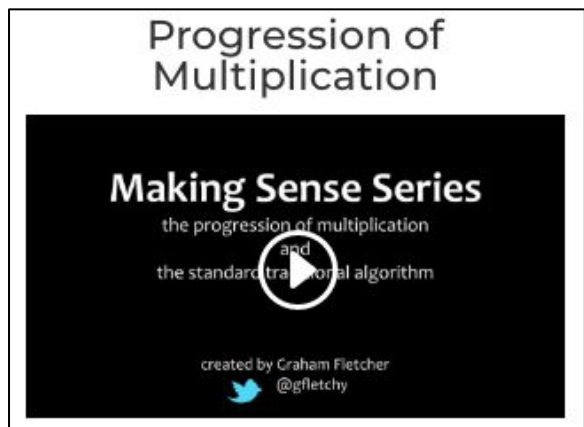 Progression of
Multiplication
Making Sense Series
the progression of multiplication
and
the standard traditional algorithm
created by Graham Fletcher
@gfletchy